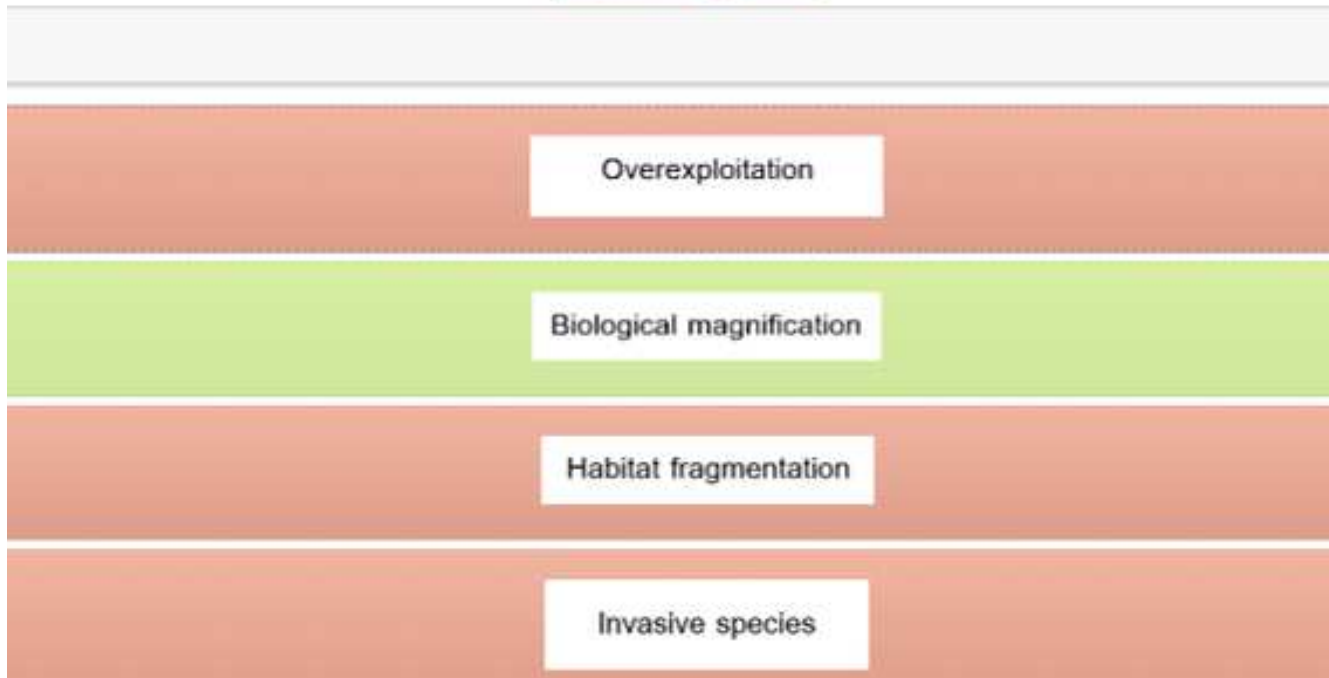 Overexploitation
Biological magnification
Habitat fragmentation
Invasive species